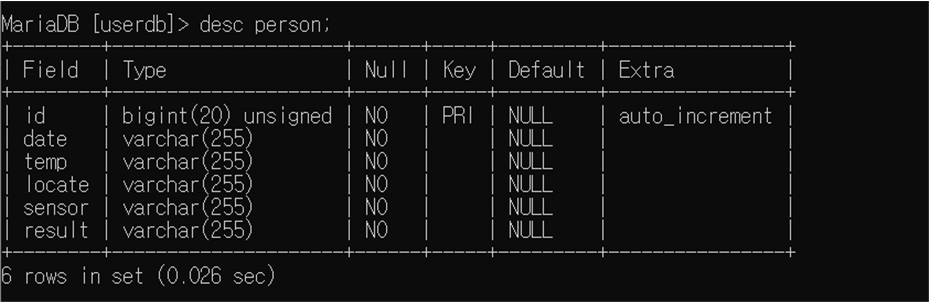 MariaDB [userdb]> desc person;
+--------+---------------------+------+-----+---------+----------------+
| Field | Type | Null | Key | Default | Extra |
+--------+---------------------+------+-----+---------+----------------+
| id | bigint(20) unsigned | NO | PRI | NULL | auto_increment |
| date | varchar(255) | NO | | NULL | |
| temp | varchar(255) | NO | | NULL | |
| locate | varchar(255) | NO | | NULL | |
| sensor | varchar(255) | NO | | NULL | |
| result | varchar(255) | NO | | NULL | |
+--------+---------------------+------+-----+---------+----------------+
6 rows in set (0.026 sec)